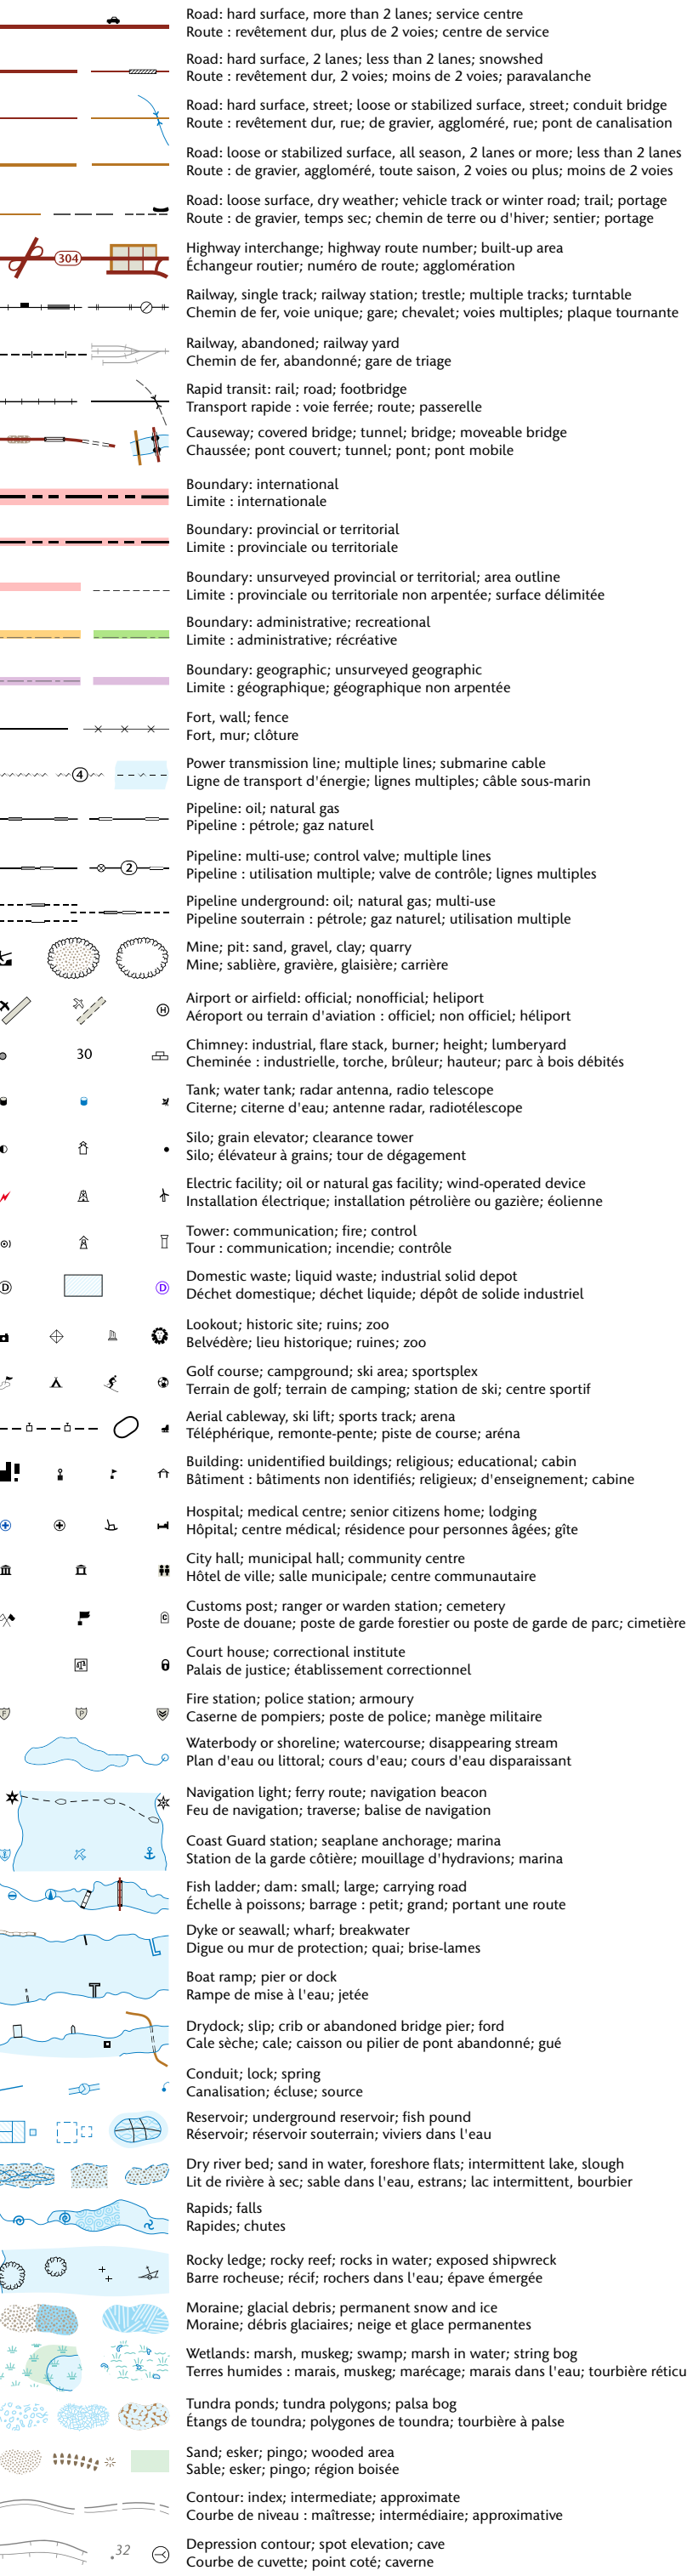 Road: hard surface, more than 2 lanes; service centre
Route : revêtement dur, plus de 2 voies; centre de service
Road: hard surface, 2 lanes; less than 2 lanes; snowshed
Route : revêtement dur, 2 voies; moins de 2 voies; paravalanche
Road: hard surface, street; loose or stabilized surface, street; conduit bridge
Route : revêtement dur, rue; de gravier, aggloméré, rue; pont de canalisation
Road: loose or stabilized surface, all season, 2 lanes or more; less than 2 lanes
Route : de gravier, aggloméré, toute saison, 2 voies ou plus; moins de 2 voies
Road: loose surface, dry weather; vehicle track or winter road; trail; portage
Route : de gravier, temps sec; chemin de terre ou d'hiver; sentier; portage
304
Highway interchange; highway route number; built-up area
Échangeur routier; numéro de route; agglomération
Railway, single track; railway station; trestle; multiple tracks; turntable
Chemin de fer, voie unique; gare; chevalet; voies multiples; plaque tournante
Railway, abandoned; railway yard
Chemin de fer, abandonné; gare de triage
Rapid transit: rail; road; footbridge
Transport rapide : voie ferrée; route; passerelle
Causeway; covered bridge; tunnel; bridge; moveable bridge
Chaussée; pont couvert; tunnel; pont; pont mobile
Boundary: international
Limite : internationale
Boundary: provincial or territorial
Limite : provinciale ou territoriale
Boundary: unsurveyed provincial or territorial; area outline
Limite : provinciale ou territoriale non arpentée; surface délimitée
Boundary: administrative; recreational
Limite : administrative; récréative
Boundary: geographic; unsurveyed geographic
Limite : géographique; géographique non arpentée
Fort, wall; fence
Fort, mur; clôture
4
Power transmission line; multiple lines; submarine cable
Ligne de transport d'énergie; lignes multiples; câble sous-marin
Pipeline: oil; natural gas
Pipeline : pétrole; gaz naturel
2
Pipeline: multi-use; control valve; multiple lines
Pipeline : utilisation multiple; valve de contrôle; lignes multiples
Pipeline underground: oil; natural gas; multi-use
Pipeline souterrain : pétrole; gaz naturel; utilisation multiple
Mine; pit: sand, gravel, clay; quarry
Mine; sablière, gravière, glaisière; carrière
H
Airport or airfield: official; nonofficial; heliport
Aéroport ou terrain d'aviation : officiel; non officiel; héliport
30
Chimney: industrial, flare stack, burner; height; lumberyard
Cheminée : industrielle, torche, brûleur; hauteur; parc à bois débités
Tank; water tank; radar antenna, radio telescope
Citerne; citerne d'eau; antenne radar, radiotélescope
Silo; grain elevator; clearance tower
Silo; élévateur à grains; tour de dégagement
Electric facility; oil or natural gas facility; wind-operated device
Installation électrique; installation pétrolière ou gazière; éolienne
Tower: communication; fire; control
Tour : communication; incendie; contrôle
D D
Domestic waste; liquid waste; industrial solid depot
Déchet domestique; déchet liquide; dépôt de solide industriel
Lookout; historic site; ruins; zoo
Belvédère; lieu historique; ruines; zoo
Golf course; campground; ski area; sportsplex
Terrain de golf; terrain de camping; station de ski; centre sportif
Aerial cableway, ski lift; sports track; arena
Téléphérique, remonte-pente; piste de course; aréna
Building: unidentified buildings; religious; educational; cabin
Bâtiment : bâtiments non identifiés; religieux; d'enseignement; cabine
Hospital; medical centre; senior citizens home; lodging
Hôpital; centre médical; résidence pour personnes âgées; gîte
City hall; municipal hall; community centre
Hôtel de ville; salle municipale; centre communautaire
C
Customs post; ranger or warden station; cemetery
Poste de douane; poste de garde forestier ou poste de garde de parc; cimetière
Court house; correctional institute
Palais de justice; établissement correctionnel
F P
Fire station; police station; armoury
Caserne de pompiers; poste de police; manège militaire
Waterbody or shoreline; watercourse; disappearing stream
Plan d'eau ou littoral; cours d'eau; cours d'eau disparaissant
Navigation light; ferry route; navigation beacon
Feu de navigation; traverse; balise de navigation
Coast Guard station; seaplane anchorage; marina
Station de la garde côtière; mouillage d'hydravions; marina
Fish ladder; dam: small; large; carrying road
Échelle à poissons; barrage : petit; grand; portant une route
Dyke or seawall; wharf; breakwater
Digue ou mur de protection; quai; brise-lames
Boat ramp; pier or dock
Rampe de mise à l'eau; jetée
Drydock; slip; crib or abandoned bridge pier; ford
Cale sèche; cale; caisson ou pilier de pont abandonné; gué
Conduit; lock; spring
Canalisation; écluse; source
Reservoir; underground reservoir; fish pound
Réservoir; réservoir souterrain; viviers dans l'eau
Dry river bed; sand in water, foreshore flats; intermittent lake, slough
Lit de rivière à sec; sable dans l'eau, estrans; lac intermittent, bourbier
Rapids; falls
Rapides; chutes
Rocky ledge; rocky reef; rocks in water; exposed shipwreck
Barre rocheuse; récif; rochers dans l'eau; épave émergée
Moraine; glacial debris; permanent snow and ice
Moraine; débris glaciaires; neige et glace permanentes
Wetlands: marsh, muskeg; swamp; marsh in water; string bog
Terres humides : marais, muskeg; marécage; marais dans l'eau; tourbière réticu
Tundra ponds; tundra polygons; palsa bog
Étangs de toundra; polygones de toundra; tourbière à palse
Sand; esker; pingo; wooded area
Sable; esker; pingo; région boisée
Contour: index; intermediate; approximate
Courbe de niveau : maîtresse; intermédiaire; approximative
.32
Depression contour; spot elevation; cave
Courbe de cuvette; point coté; caverne